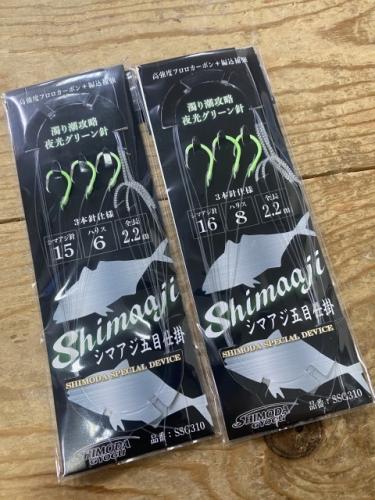 高強度フロロカーボン+編込補強
濁り潮攻略
夜光グリーン針
3本針仕様
シマアジ針
15
ハリス
6
全長
2.2m
Shimaaji
シマアジ五目仕掛
SHIMODA SPECIAL DEVICE
SHIMODA
GYOGU
品番:SSG310
高強度フロロカーボン+編込補強
濁り潮攻略
夜光グリーン針
3本針仕様
シマアジ針
16
ハリス
8
全長
2.2m
Shimaaji
シマアジ五目仕掛
SHIMODA SPECIAL DEVICE
SHIMODA
GYOGU
品番:SSG310